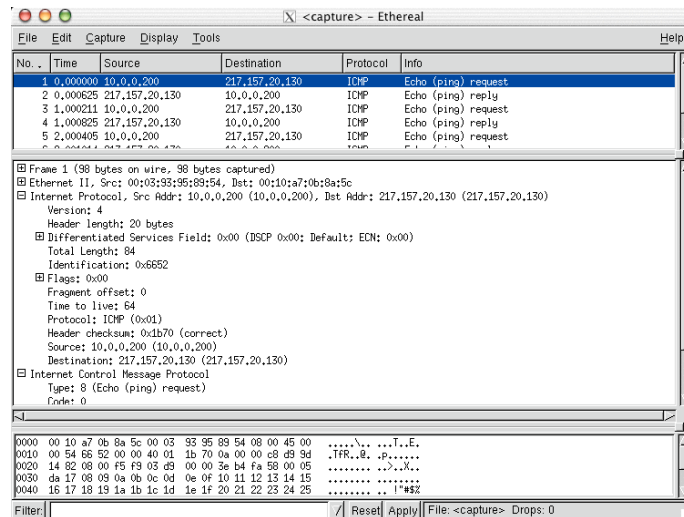 X <capture> - Ethereal
File Edit Capture Display Tools Help
No. . Time Source Destination Protocol Info
1 0.000000 10.0.0.200 217.157.20.130 ICMP Echo (ping) request
2 0.000625 217.157.20.130 10.0.0.200 ICMP Echo (ping) reply
3 1.000211 10.0.0.200 217.157.20.130 ICMP Echo (ping) request
4 1.000825 217.157.20.130 10.0.0.200 ICMP Echo (ping) reply
5 2.000405 10.0.0.200 217.157.20.130 ICMP Echo (ping) request
Frame 1 (98 bytes on wire, 98 bytes captured)
Ethernet II, Src: 00:03:93:95:89:54, Dst: 00:10:a7:0b:8a:5c
Internet Protocol, Src Addr: 10.0.0.200 (10.0.0.200), Dst Addr: 217.157.20.130 (217.157.20.130)
Version: 4
Header length: 20 bytes
Differentiated Services Field: 0x00 (DSCP 0x00: Default; ECN: 0x00)
Total Length: 84
Identification: 0x6652
Flags: 0x00
Fragment offset: 0
Time to live: 64
Protocol: ICMP (0x01)
Header checksum: 0x1b70 (correct)
Source: 10.0.0.200 (10.0.0.200)
Destination: 217.157.20.130 (217.157.20.130)
Internet Control Message Protocol
Type: 8 (Echo (ping) request)
Code: 0
0000 00 10 a7 0b 8a 5c 00 03 93 95 89 54 08 00 45 00 .....\.. ...T..E.
0010 00 54 66 52 00 00 40 01 1b 70 0a 00 00 c8 d9 9d .TfR..@. .p......
0020 14 82 08 00 f5 f9 03 d9 00 00 3e b4 fa 58 00 05 ........ ..>..X..
0030 da 17 08 09 0a 0b 0c 0d 0e 0f 10 11 12 13 14 15 ........ ........
0040 16 17 18 19 1a 1b 1c 1d 1e 1f 20 21 22 23 24 25 ........ .. !"#$%
Filter: / Reset Apply File: <capture> Drops: 0